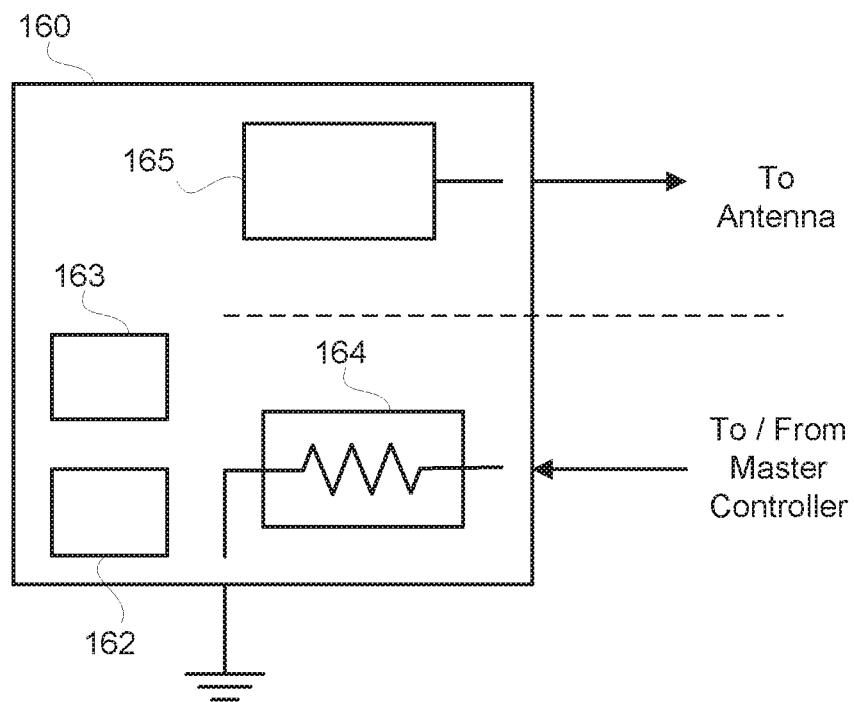 160
165
To
Antenna
163
164
To / From
Master
Controller
162